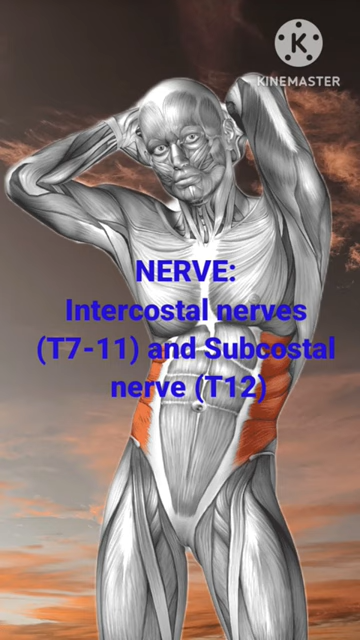 K
KINEMASTER
NERVE:
Intercostal nerves
(T7-11) and Subcostal
nerve (T12)